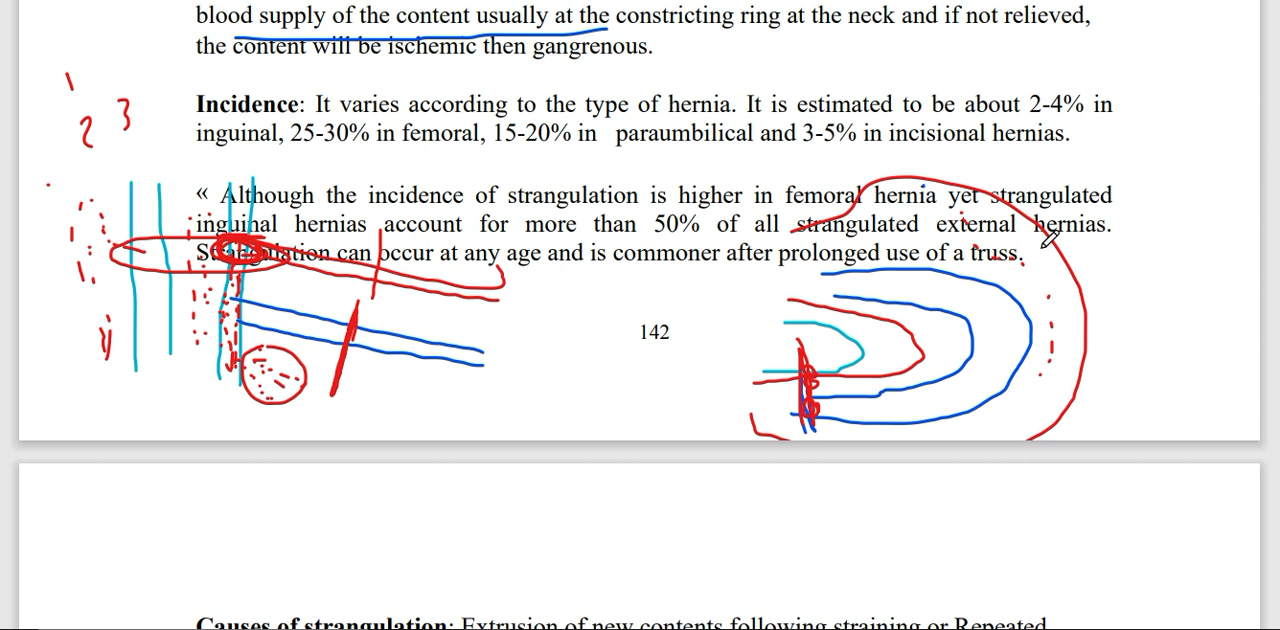 blood supply of the content usually at the constricting ring at the neck and if not relieved,
the content will be ischemic then gangrenous.
1
2 3
Incidence: It varies according to the type of hernia. It is estimated to be about 2-4% in
inguinal, 25-30% in femoral, 15-20% in paraumbilical and 3-5% in incisional hernias.
« Although the incidence of strangulation is higher in femoral hernia yet strangulated
inguinal hernias account for more than 50% of all strangulated external hernias.
Strangulation can occur at any age and is commoner after prolonged use of a truss.
142
Causes of strangulation: Extrusion of new contents following straining or Repeated